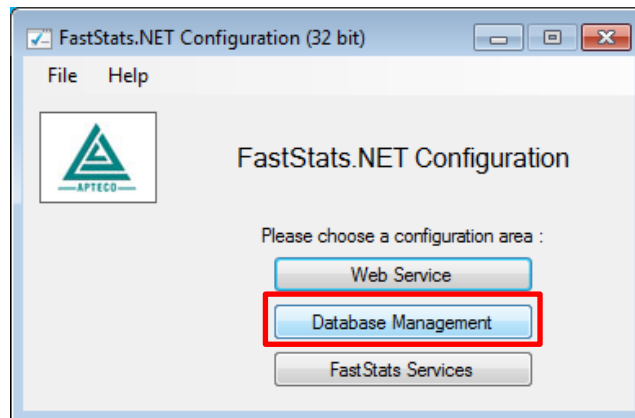 FastStats.NET Configuration (32 bit)
File Help
APTECO
FastStats.NET Configuration
Please choose a configuration area :
Web Service
Database Management
FastStats Services